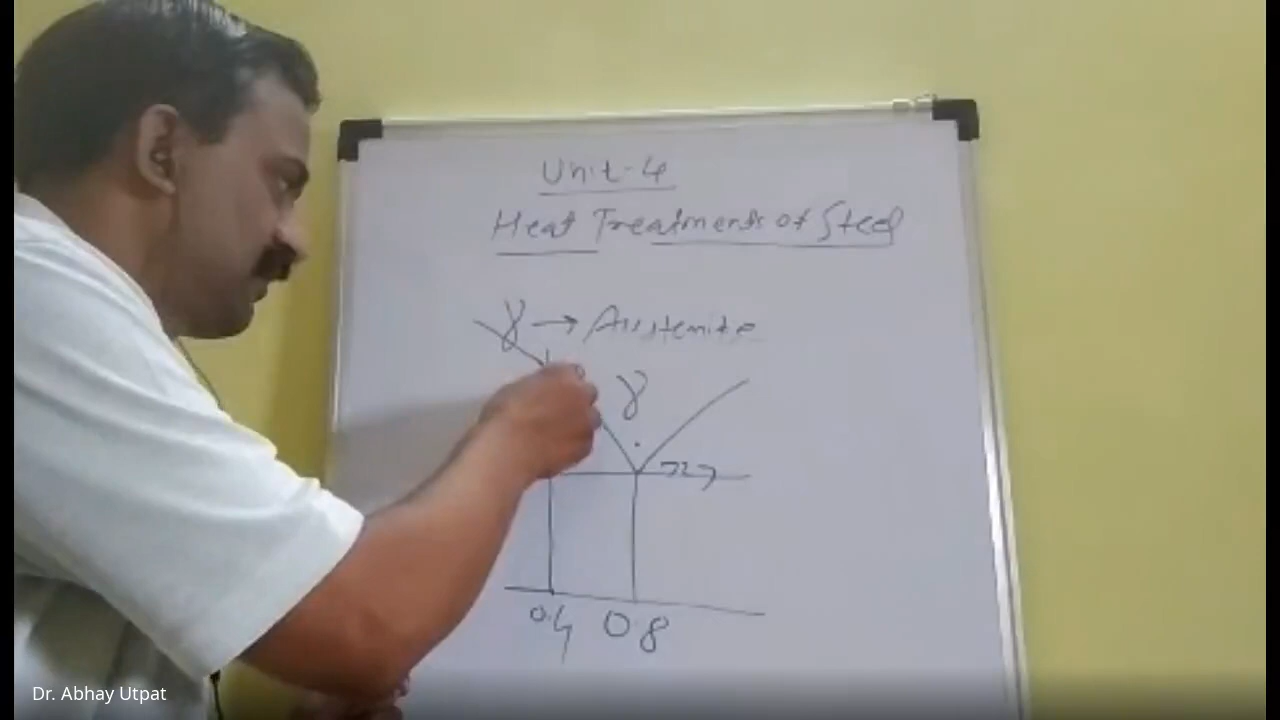 Unit-4
Heat Treatments of Steel
γ → Austenite
γ
727
0.4 0.8
Dr. Abhay Utpat